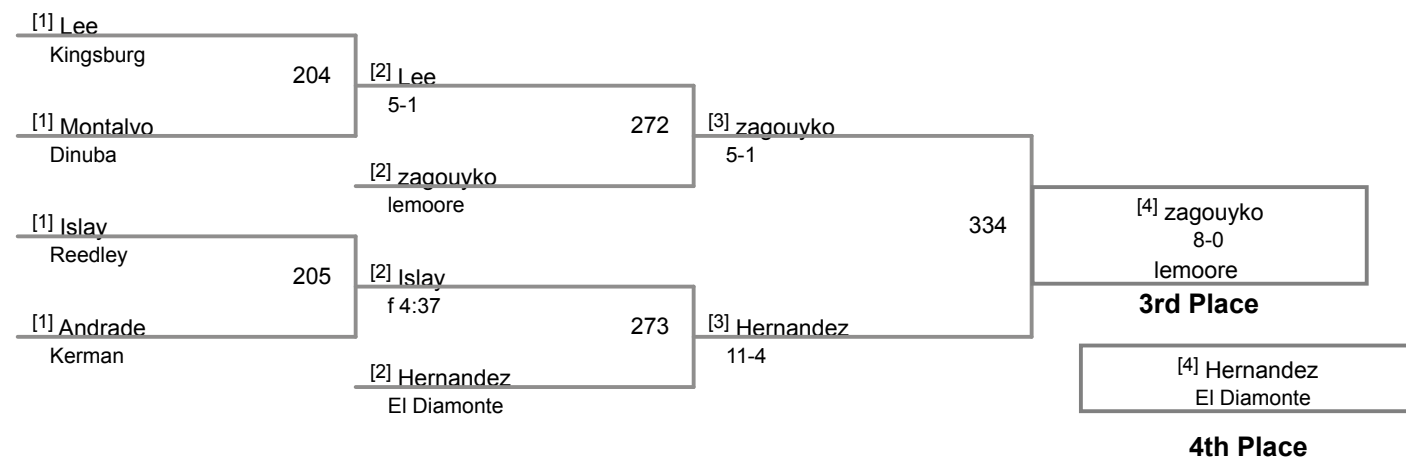 [1] Lee
Kingsburg
204
[1] Montalvo
Dinuba
[2] Lee
5-1
272
[2] zagouyko
lemoore
[1] Islay
Reedley
205
[1] Andrade
Kerman
[2] Islay
f 4:37
273
[2] Hernandez
El Diamonte
[3] zagouyko
5-1
334
[3] Hernandez
11-4
[4] zagouyko
8-0
lemoore
3rd Place
[4] Hernandez
El Diamonte
4th Place